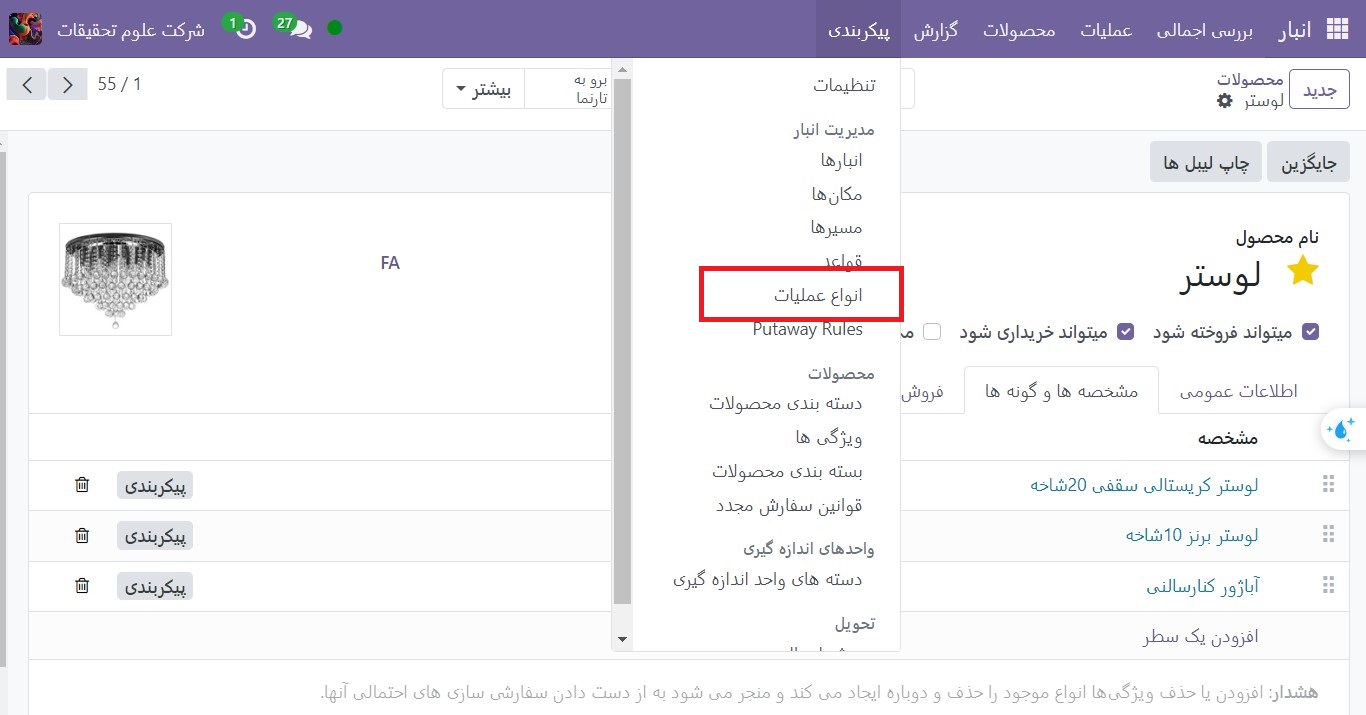 انبار بررسی اجمالی عملیات محصولات گزارش پیکربندی 27 1 شرکت علوم تحقیقات
جدید محصولات
لوستر
برو به
تارنما
بیشتر
55 / 1
جایگزین چاپ لیبل ها
نام محصول
لوستر
FA
میتواند فروخته شود میتواند خریداری شود
اطلاعات عمومی مشخصه ها و گونه ها فروش
مشخصه
لوستر کریستالی سقفی 20شاخه پیکربندی
لوستر برنز 10شاخه پیکربندی
آباژور کنارسالنی پیکربندی
افزودن یک سطر
هشدار: افزودن یا حذف ویژگی‌ها انواع موجود را حذف و دوباره ایجاد می کند و منجر می شود به از دست دادن سفارشی سازی های احتمالی آنها.
تنظیمات
مدیریت انبار
انبارها
مکان‌ها
مسیرها
قواعد
انواع عملیات
Putaway Rules
محصولات
دسته بندی محصولات
ویژگی ها
بسته بندی محصولات
قوانین سفارش مجدد
واحدهای اندازه گیری
دسته های واحد اندازه گیری
تحویل